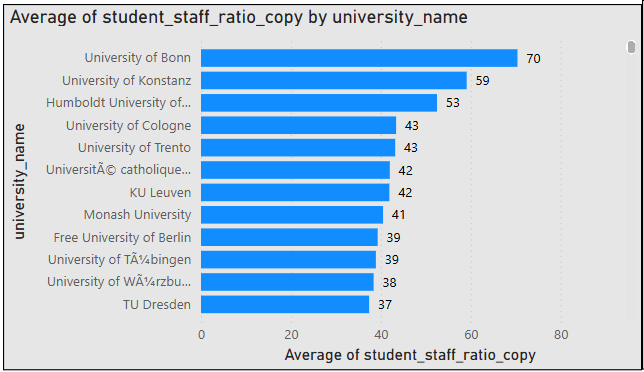 Average of student_staff_ratio_copy by university_name
university_name
University of Bonn 70
University of Konstanz 59
Humboldt University of... 53
University of Cologne 43
University of Trento 43
UniversitÃ© catholique... 42
KU Leuven 42
Monash University 41
Free University of Berlin 39
University of TÃ¼bingen 39
University of WÃ¼rzbu... 38
TU Dresden 37
0 20 40 60 80
Average of student_staff_ratio_copy